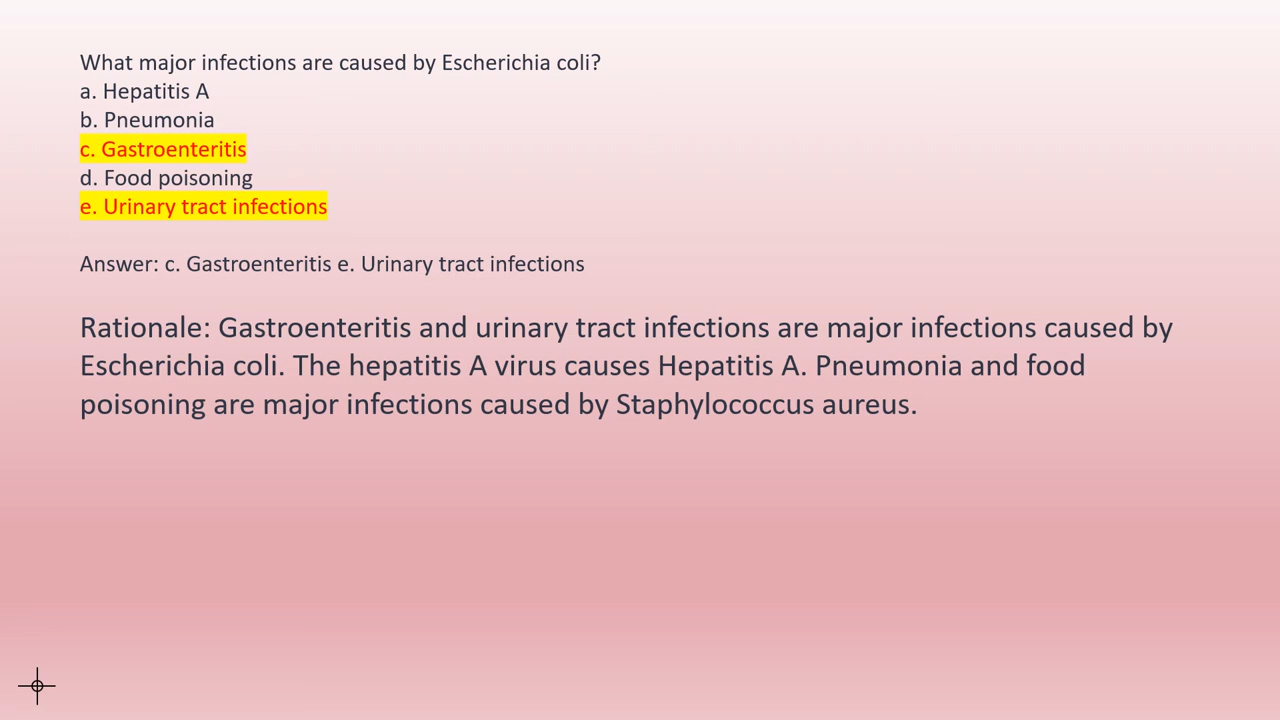 What major infections are caused by Escherichia coli?
a. Hepatitis A
b. Pneumonia
c. Gastroenteritis
d. Food poisoning
e. Urinary tract infections
Answer: c. Gastroenteritis e. Urinary tract infections
Rationale: Gastroenteritis and urinary tract infections are major infections caused by
Escherichia coli. The hepatitis A virus causes Hepatitis A. Pneumonia and food
poisoning are major infections caused by Staphylococcus aureus.